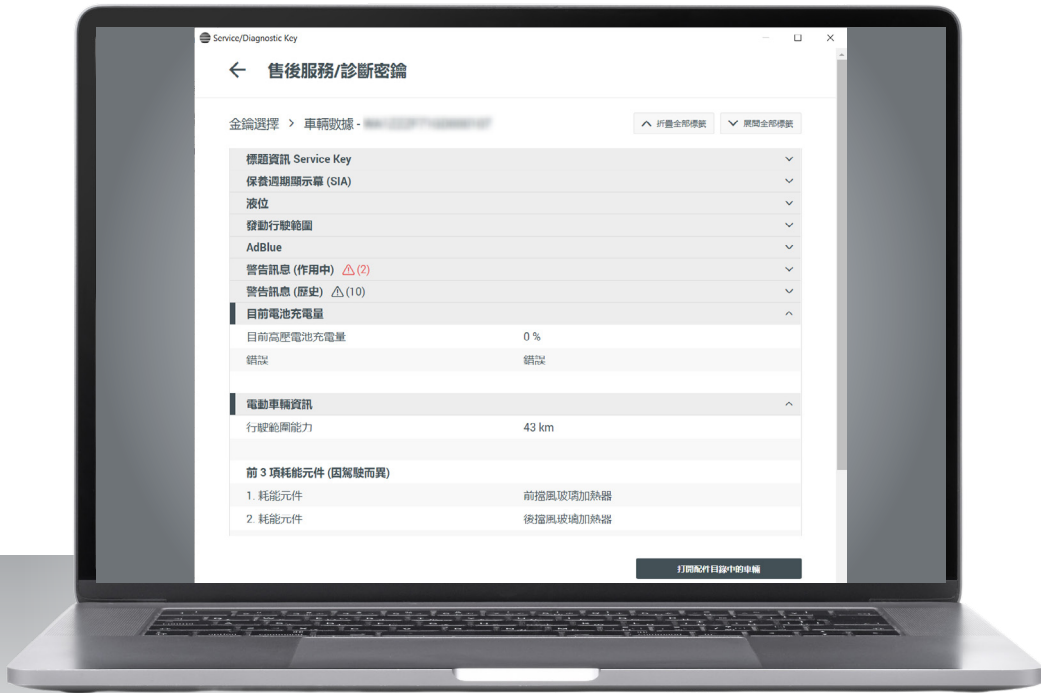 Service/Diagnostic Key
售後服務/診斷密鑰
金鑰選擇 > 車輛數據 -
折疊全部標籤 展開全部標籤
標題資訊 Service Key
保養週期顯示幕 (SIA)
液位
發動行駛範圍
AdBlue
警告訊息 (作用中) (2)
警告訊息 (歷史) (10)
目前電池充電量
目前高壓電池充電量 0 %
錯誤 錯誤
電動車輛資訊
行駛範圍能力 43 km
前 3 項耗能元件 (因駕駛而異)
1. 耗能元件 前擋風玻璃加熱器
2. 耗能元件 後擋風玻璃加熱器
打開配件目錄中的車輛